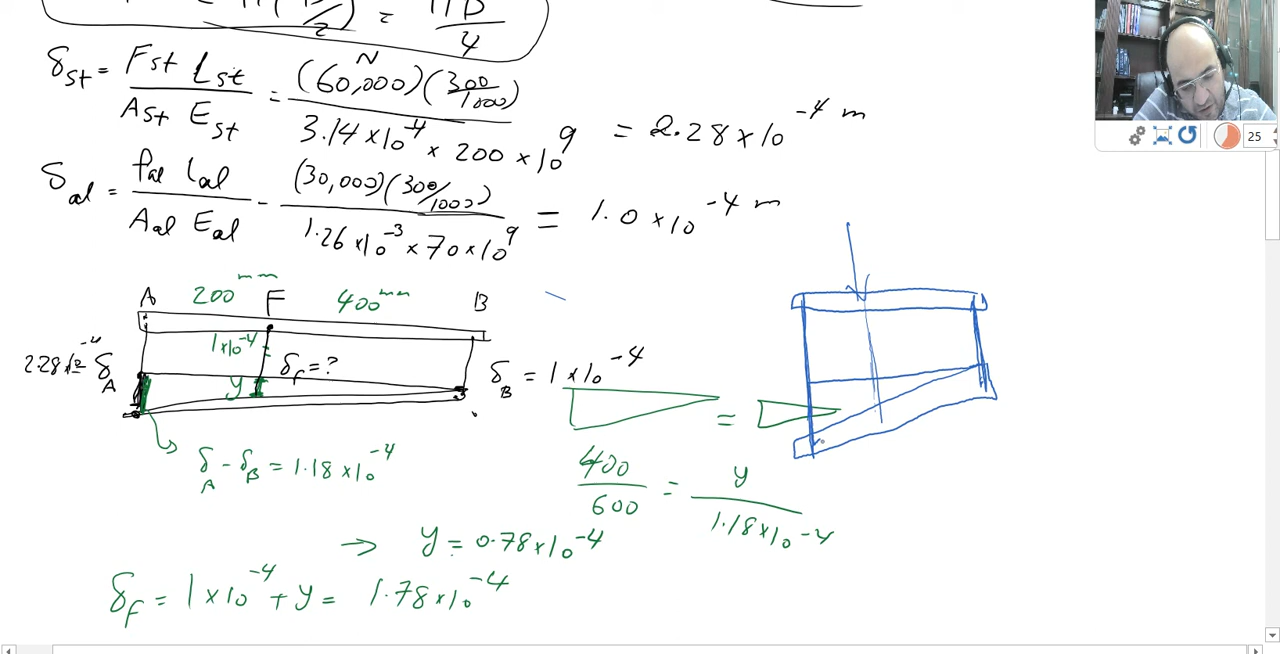 = πD/4
δst = Fst Lst / Ast Est = (60,000)(300/1000) / 3.14×10^-4 × 200×10^9 = 2.28×10^-4 m
N
δal = Pal Lal / Aal Eal - (30,000)(300/1000) / 1.26×10^-3 × 70×10^9 = 1.0×10^-4 m
A 200 mm F 400 mm B
1×10^-4
δA δF = ? δB = 1×10^-4
y
=
δA - δB = 1.18×10^-4
400/600 = y/1.18×10^-4
⇒ y = 0.78×10^-4
δF = 1×10^-4 + y = 1.78×10^-4
25